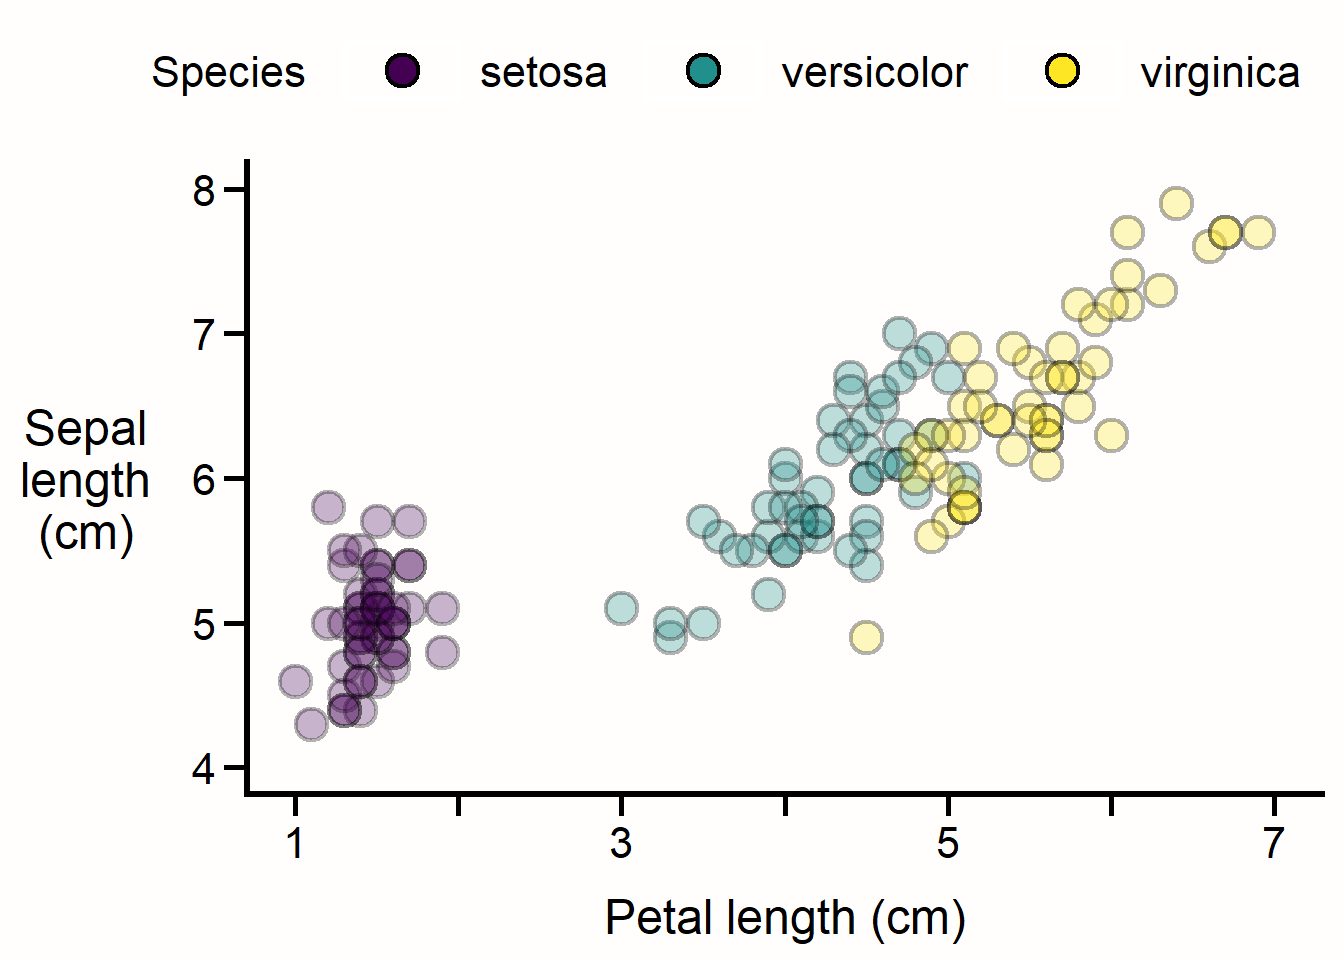 Species setosa versicolor virginica
8
7
6
5
4
Sepal
length
(cm)
1 3 5 7
Petal length (cm)